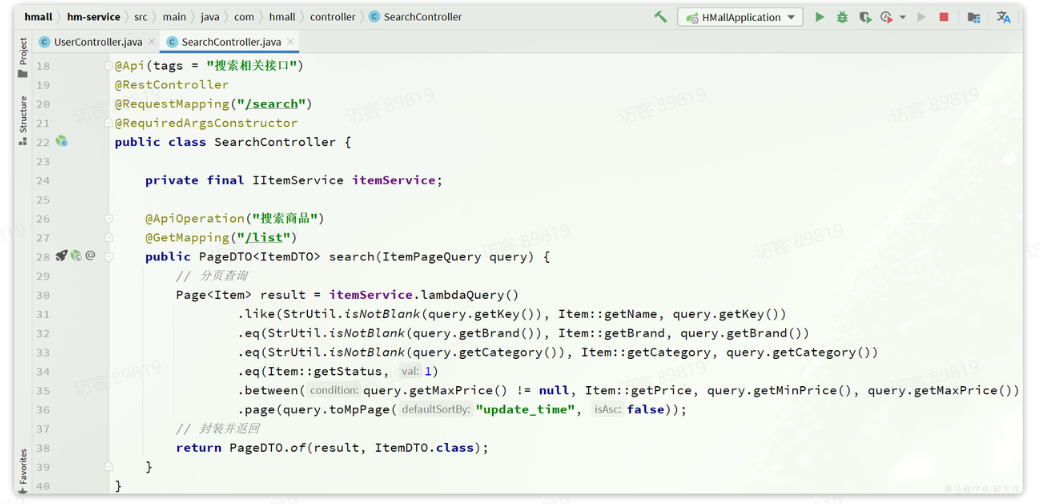 hmall hm-service src main java com hmall controller SearchController HMallApplication
UserController.java SearchController.java
Project
Structure
Favorites
18 @Api(tags = "搜索相关接口")
19 @RestController
20 @RequestMapping("/search")
21 @RequiredArgsConstructor
22 public class SearchController {
23
24 private final IItemService itemService;
25
26 @ApiOperation("搜索商品")
27 @GetMapping("/list")
28 public PageDTO<ItemDTO> search(ItemPageQuery query) {
29 // 分页查询
30 Page<Item> result = itemService.lambdaQuery()
31 .like(StrUtil.isNotBlank(query.getKey()), Item::getName, query.getKey())
32 .eq(StrUtil.isNotBlank(query.getBrand()), Item::getBrand, query.getBrand())
33 .eq(StrUtil.isNotBlank(query.getCategory()), Item::getCategory, query.getCategory())
34 .eq(Item::getStatus, val: 1)
35 .between( condition: query.getMaxPrice() != null, Item::getPrice, query.getMinPrice(), query.getMaxPrice())
36 .page(query.toMpPage( defaultSortBy: "update_time", isAsc: false));
37 // 封装并返回
38 return PageDTO.of(result, ItemDTO.class);
39 }
40 }
访客 89819
访客 89819
访客 89819
访客 89819
访客 89819
访客 89819
访客 89819
访客 89819